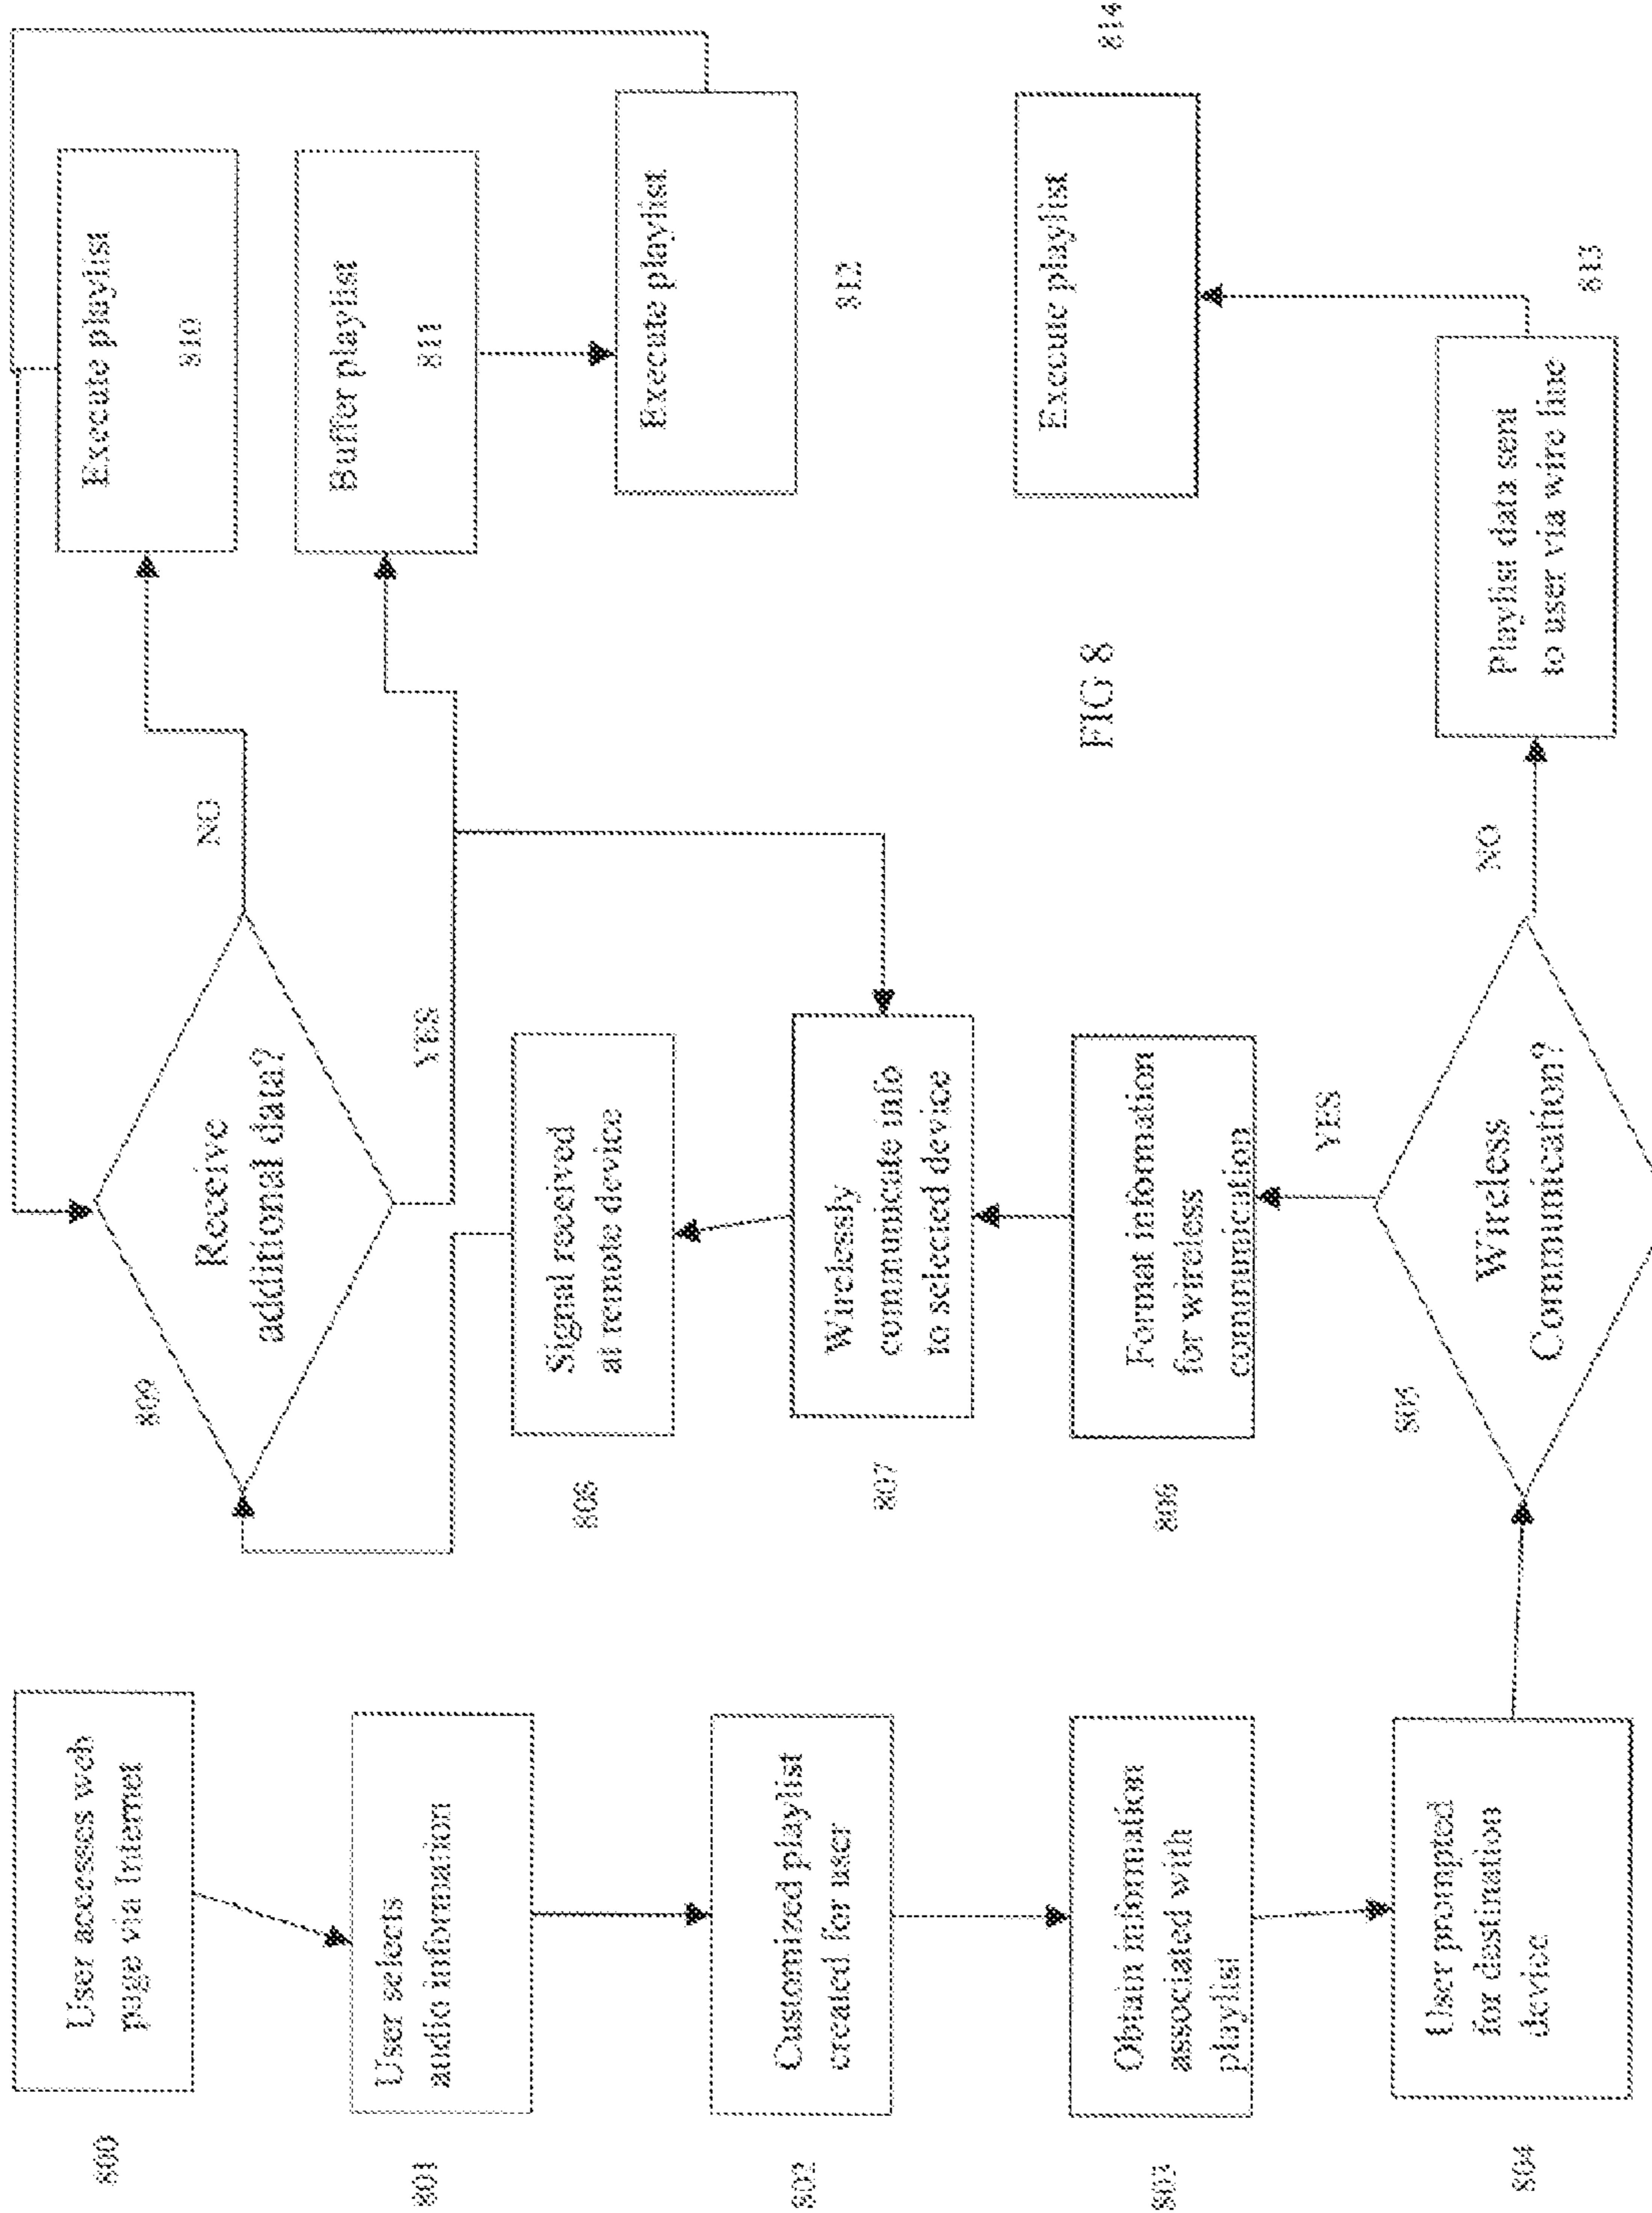 User accesses web
page via Internet
800
User selects
audio information
801
Customized playlist
created for user
802
Obtain information
associated with
playlist
803
User prompted
for destination
device
804
Wireless
Communication?
805
YES
NO
Format information
for wireless
communication
806
Wirelessly
communicate info
to selected device
807
Signal received
at remote device
808
Receive
additional data?
809
NO
YES
Execute playlist
810
Buffer playlist
811
Execute playlist
812
Playlist data sent
to user via wire line
813
Execute playlist
814
FIG 8